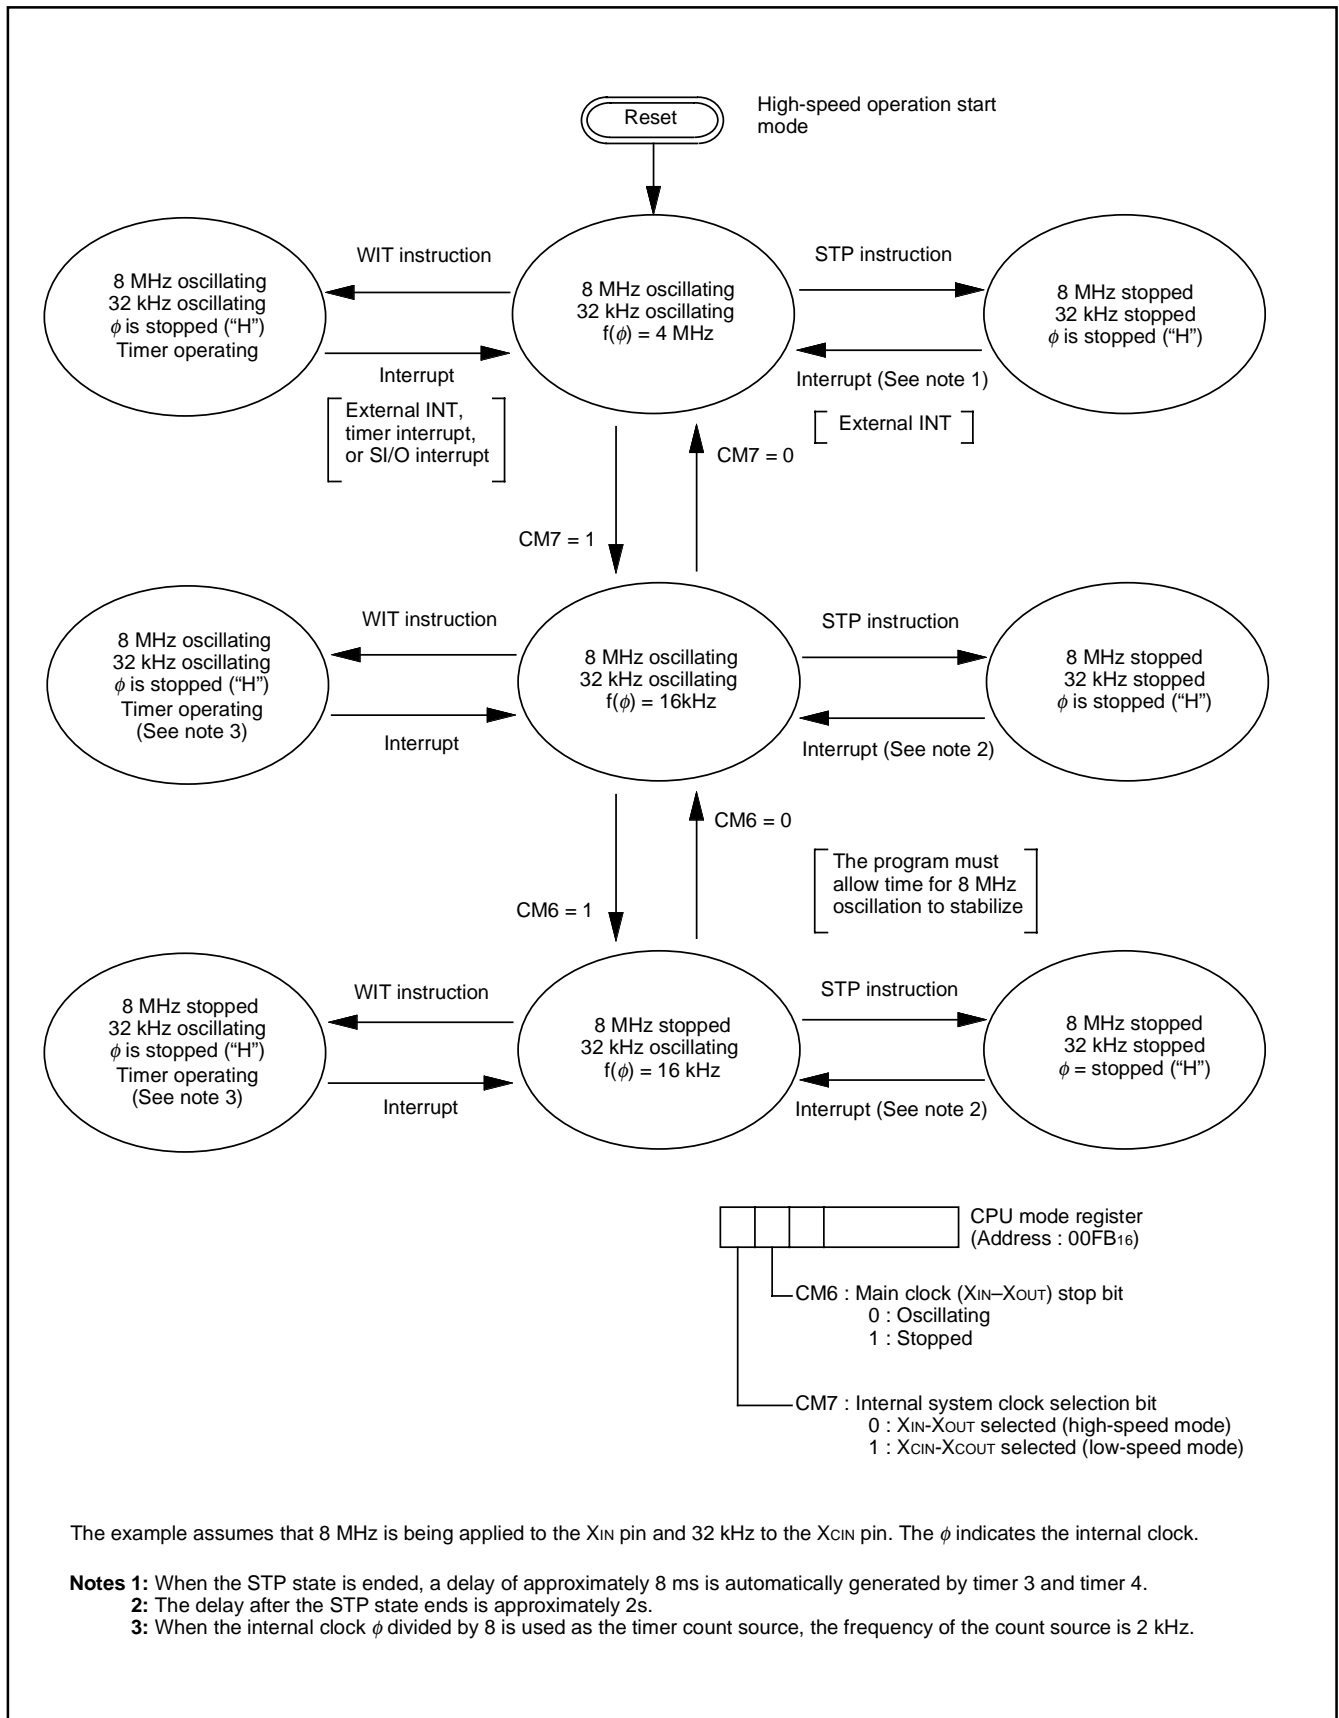 Reset
High-speed operation start
mode
8 MHz oscillating
32 kHz oscillating
ϕ is stopped (“H”)
Timer operating
WIT instruction
Interrupt
External INT,
timer interrupt,
or SI/O interrupt
8 MHz oscillating
32 kHz oscillating
f(ϕ) = 4 MHz
STP instruction
Interrupt (See note 1)
External INT
8 MHz stopped
32 kHz stopped
ϕ is stopped (“H”)
CM7 = 0
CM7 = 1
8 MHz oscillating
32 kHz oscillating
ϕ is stopped (“H”)
Timer operating
(See note 3)
WIT instruction
Interrupt
8 MHz oscillating
32 kHz oscillating
f(ϕ) = 16kHz
STP instruction
Interrupt (See note 2)
8 MHz stopped
32 kHz stopped
ϕ is stopped (“H”)
CM6 = 0
CM6 = 1
The program must
allow time for 8 MHz
oscillation to stabilize
8 MHz stopped
32 kHz oscillating
ϕ is stopped (“H”)
Timer operating
(See note 3)
WIT instruction
Interrupt
8 MHz stopped
32 kHz oscillating
f(ϕ) = 16 kHz
STP instruction
Interrupt (See note 2)
8 MHz stopped
32 kHz stopped
ϕ = stopped (“H”)
CPU mode register
(Address : 00FB16)
CM6 : Main clock (XIN–XOUT) stop bit
0 : Oscillating
1 : Stopped
CM7 : Internal system clock selection bit
0 : XIN-XOUT selected (high-speed mode)
1 : XCIN-XCOUT selected (low-speed mode)
The example assumes that 8 MHz is being applied to the XIN pin and 32 kHz to the XCIN pin. The ϕ indicates the internal clock.
Notes 1: When the STP state is ended, a delay of approximately 8 ms is automatically generated by timer 3 and timer 4.
2: The delay after the STP state ends is approximately 2s.
3: When the internal clock ϕ divided by 8 is used as the timer count source, the frequency of the count source is 2 kHz.